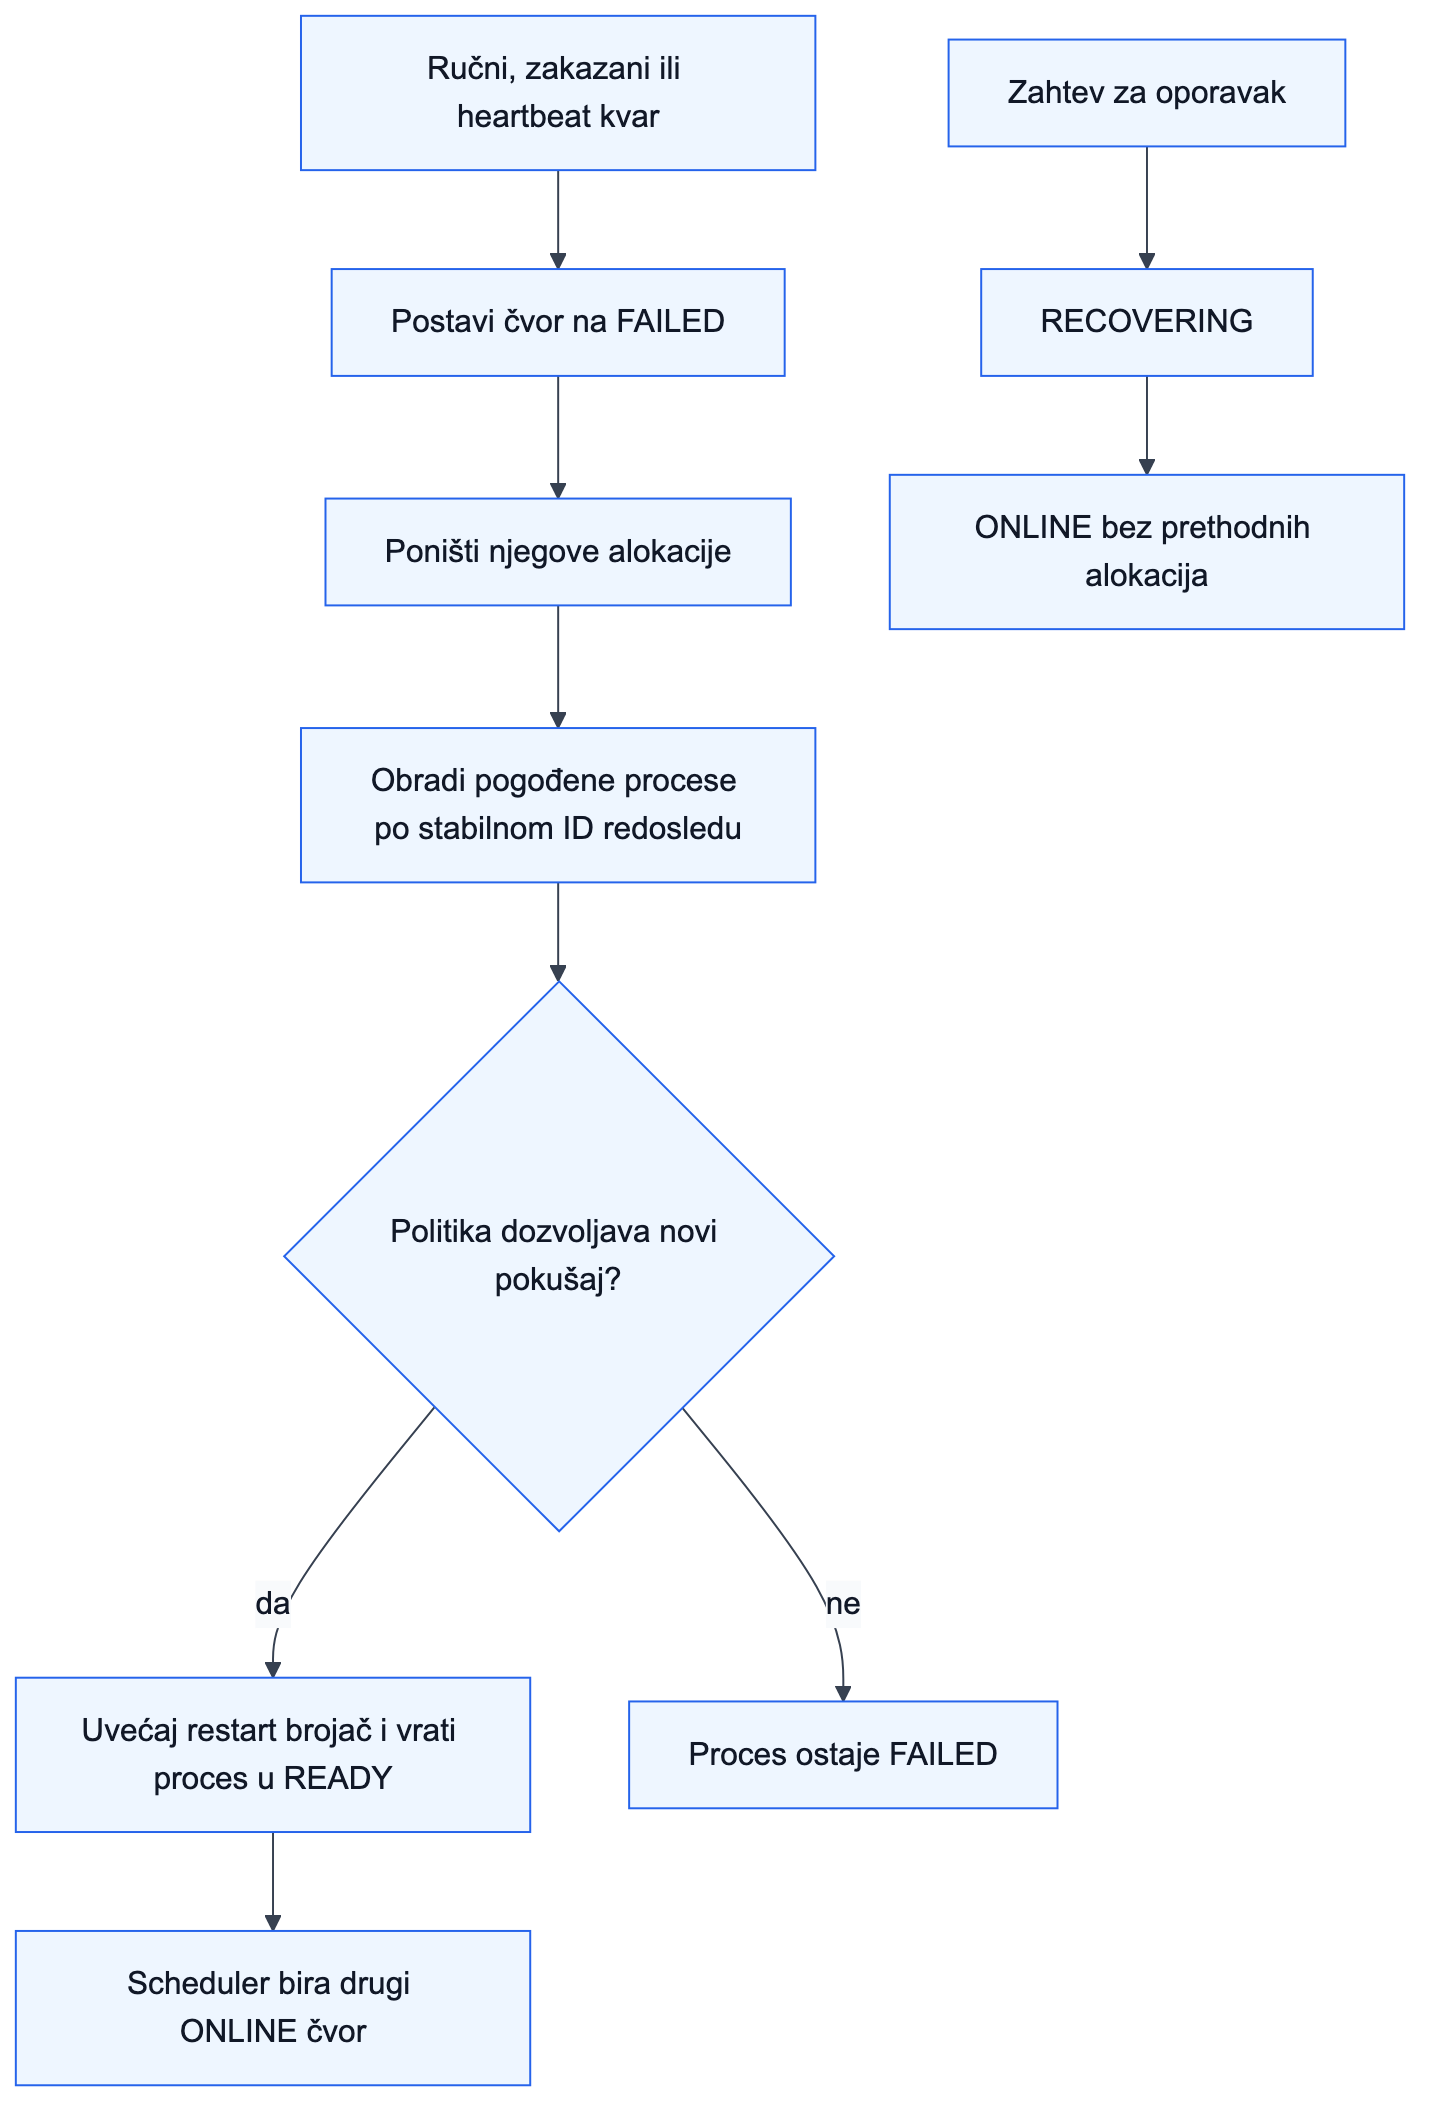 Ručni, zakazani ili
heartbeat kvar
Postavi čvor na FAILED
Poništi njegove alokacije
Obradi pogođene procese
po stabilnom ID redosledu
Politika dozvoljava novi
pokušaj?
da
ne
Uvećaj restart brojač i vrati
proces u READY
Proces ostaje FAILED
Scheduler bira drugi
ONLINE čvor
Zahtev za oporavak
RECOVERING
ONLINE bez prethodnih
alokacija